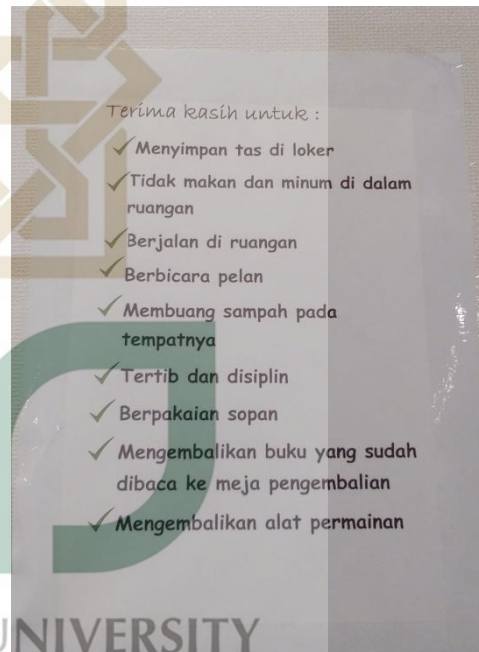 Terima kasih untuk :
✓ Menyimpan tas di loker
✓ Tidak makan dan minum di dalam
ruangan
✓ Berjalan di ruangan
✓ Berbicara pelan
✓ Membuang sampah pada
tempatnya
✓ Tertib dan disiplin
✓ Berpakaian sopan
✓ Mengembalikan buku yang sudah
dibaca ke meja pengembalian
✓ Mengembalikan alat permainan
UNIVERSITY